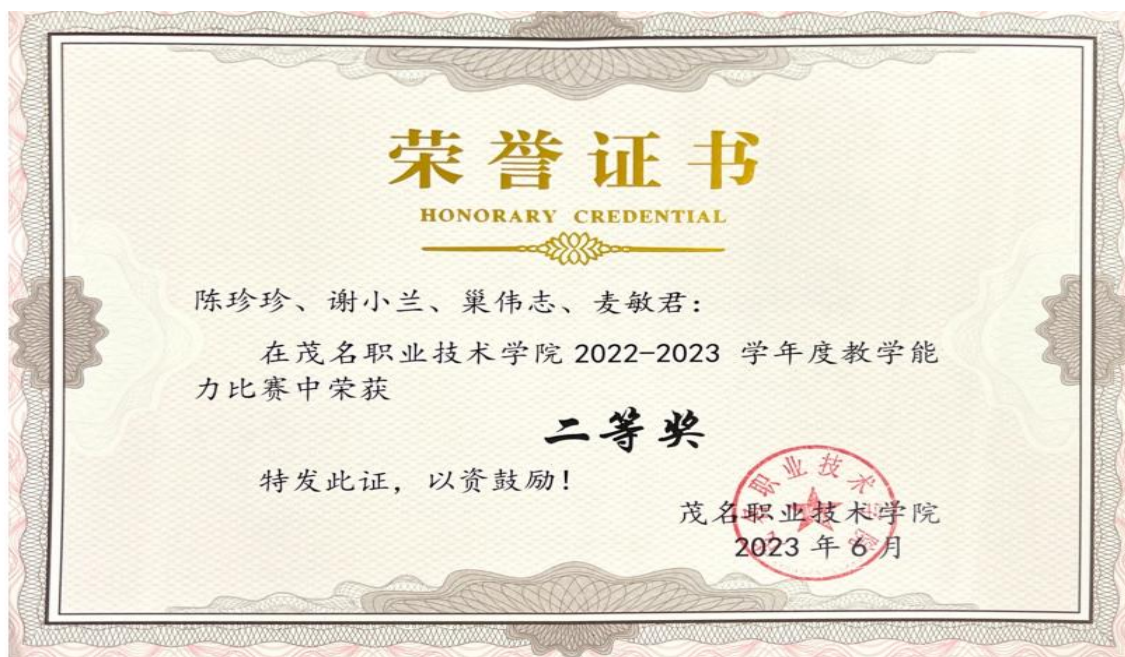 荣誉证书
HONORARY CREDENTIAL
陈珍珍、谢小兰、巢伟志、麦敏君:
在茂名职业技术学院 2022-2023 学年度教学能
力比赛中荣获
二等奖
特发此证，以资鼓励!
茂名职业技术学院
2023 年 6 月